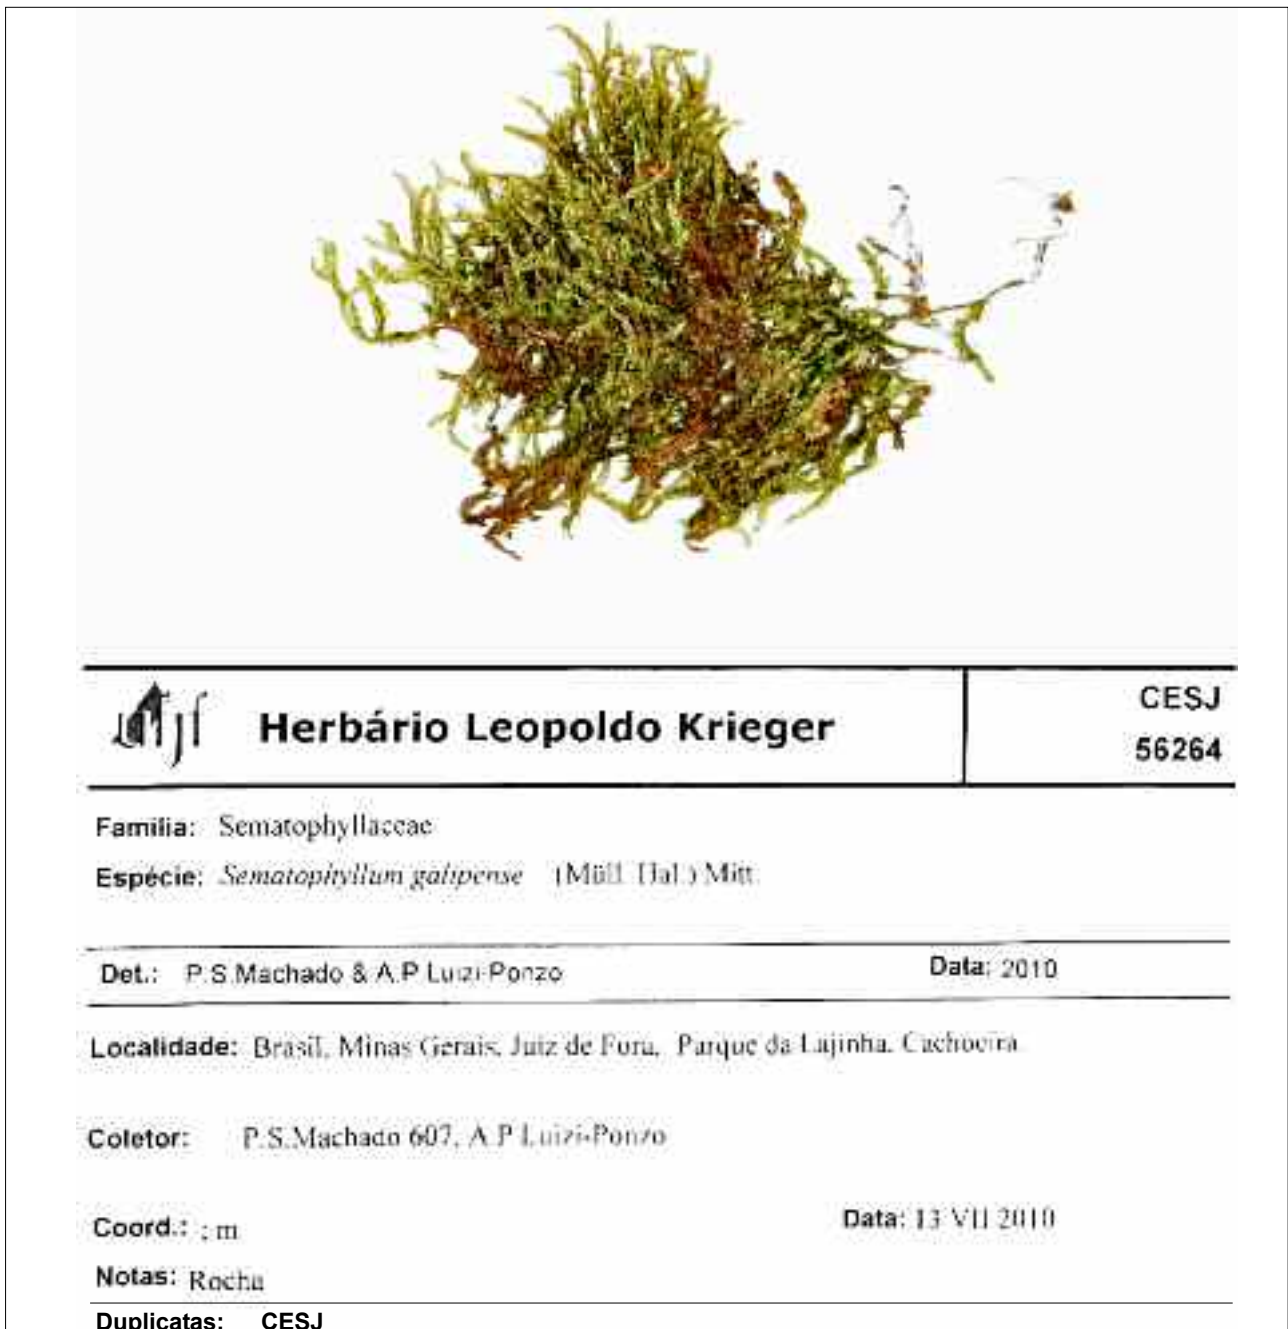 ufjf Herbário Leopoldo Krieger
CESJ
56264
Familia: Sematophyllaceae
Espécie: Sematophyllum galipense (Müll. Hal.) Mitt.
Det.: P.S.Machado & A.P.Luizi-Ponzo Data: 2010
Localidade: Brasil, Minas Gerais, Juiz de Fora, Parque da Lajinha. Cachoeira
Coletor: P.S.Machado 607, A.P.Luizi-Ponzo
Coord.: ; m Data: 13 VII 2010
Notas: Rocha
Duplicatas: CESJ